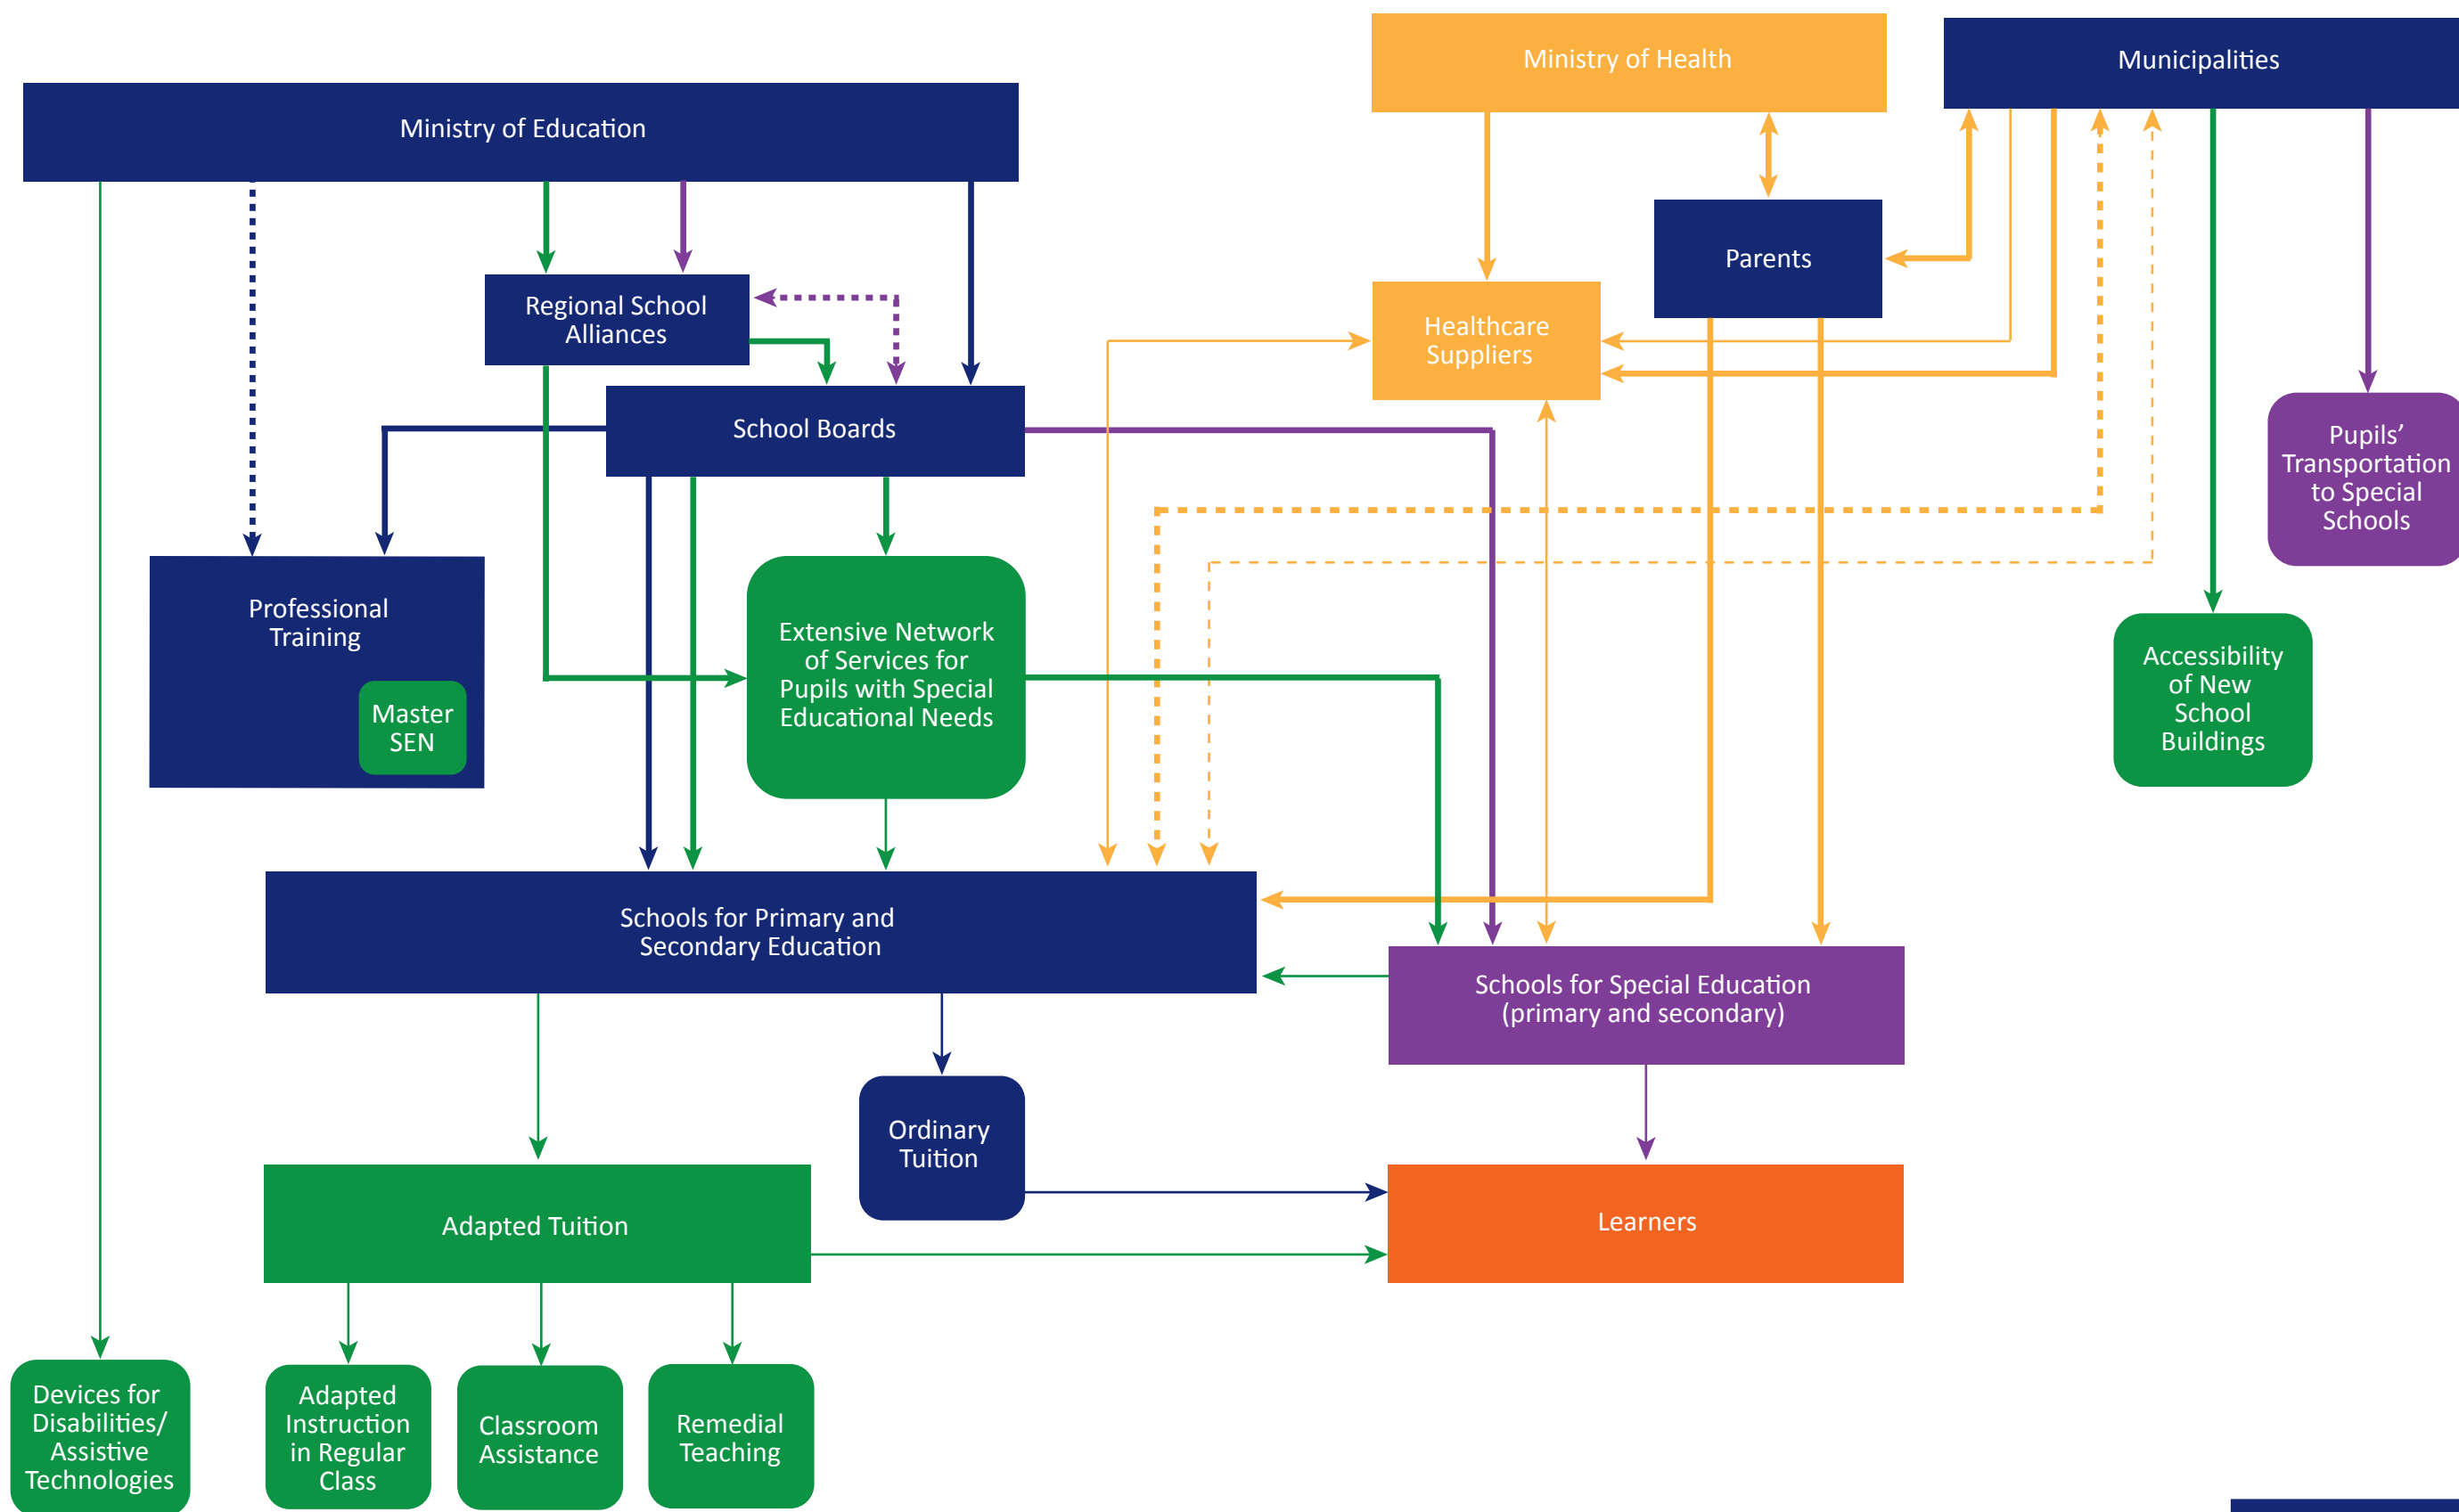 Ministry of Health
Municipalities
Ministry of Education
Parents
Regional School
Alliances
Healthcare
Suppliers
School Boards
Pupils’
Transportation
to Special
Schools
Professional
Training
Master
SEN
Extensive Network
of Services for
Pupils with Special
Educational Needs
Accessibility
of New
School
Buildings
Schools for Primary and
Secondary Education
Schools for Special Education
(primary and secondary)
Ordinary
Tuition
Adapted Tuition
Learners
Devices for
Disabilities/
Assistive
Technologies
Adapted
Instruction
in Regular
Class
Classroom
Assistance
Remedial
Teaching